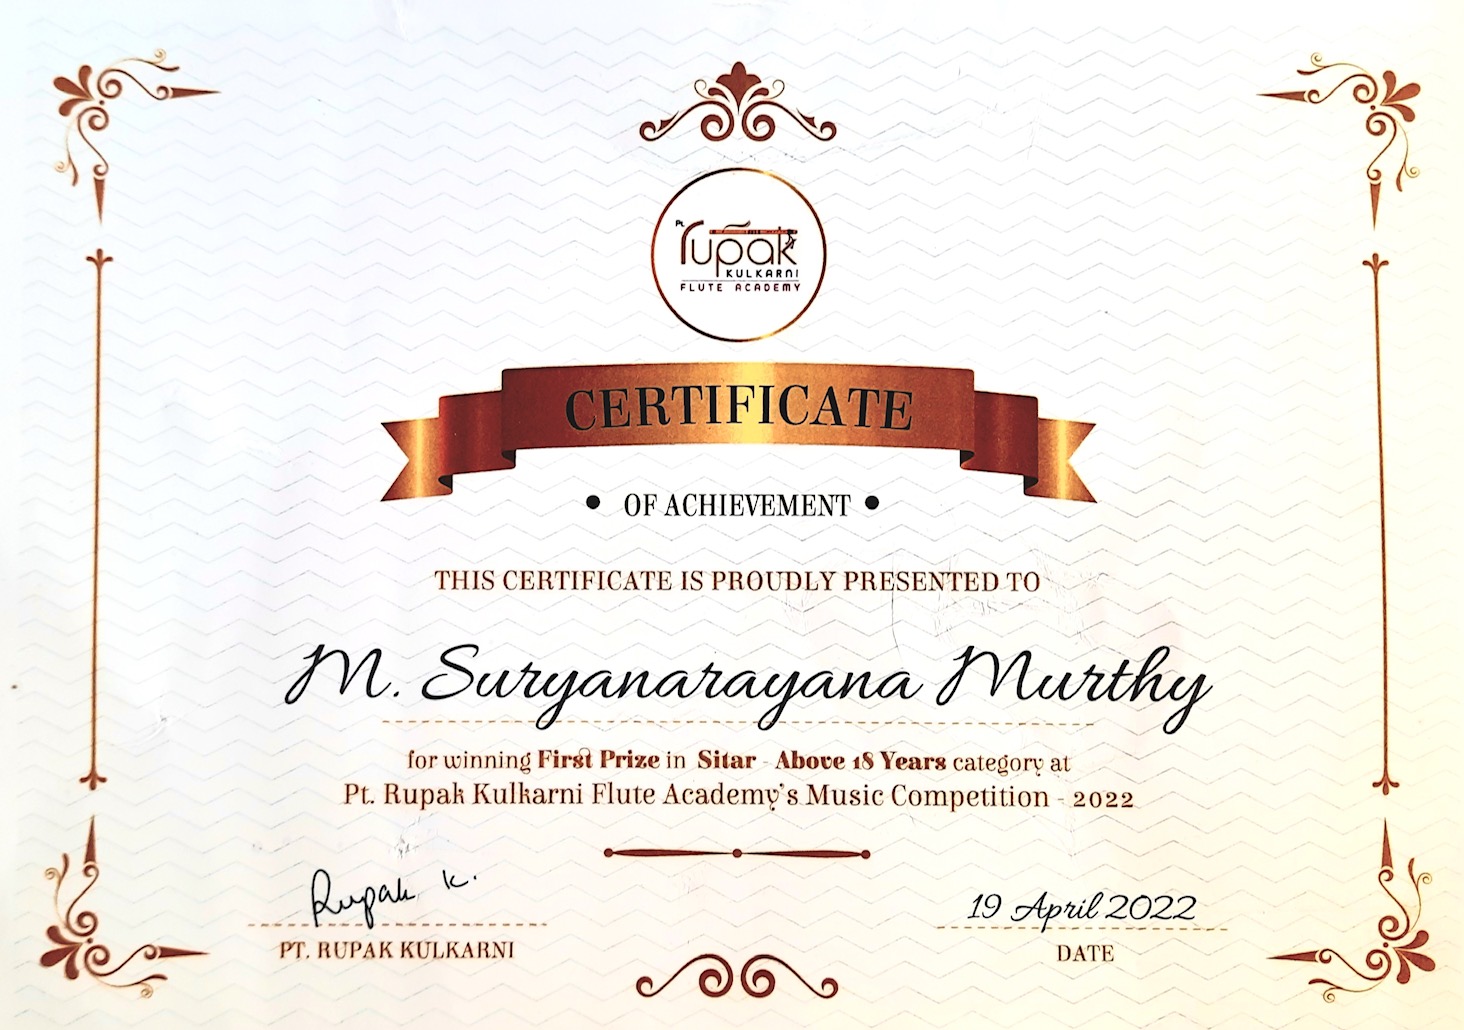 Pt. rupak
KULKARNI
FLUTE ACADEMY
CERTIFICATE
• OF ACHIEVEMENT •
THIS CERTIFICATE IS PROUDLY PRESENTED TO
M. Suryanarayana Murthy
for winning First Prize in Sitar - Above 18 Years category at
Pt. Rupak Kulkarni Flute Academy's Music Competition - 2022
Rupak K.
19 April 2022
PT. RUPAK KULKARNI
DATE